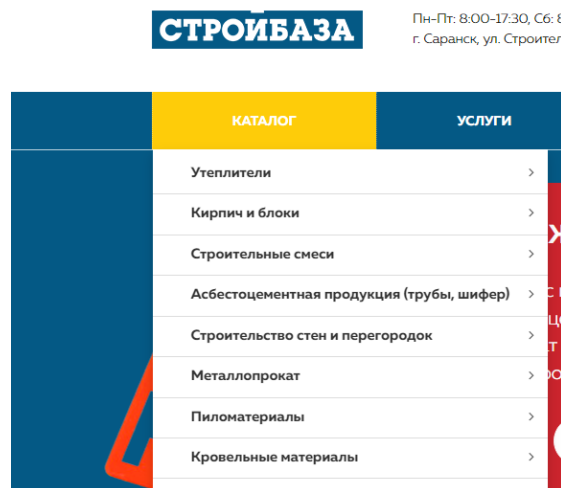 СТРОЙБАЗА
Пн-Пт: 8:00-17:30, Сб:
г. Саранск, ул.
КАТАЛОГ
УСЛУГИ
Утеплители
Кирпич и блоки
Строительные смеси
Асбестоцементная продукция (трубы, шифер)
Строительство стен и перегородок
Металлопрокат
Пиломатериалы
Кровельные материалы